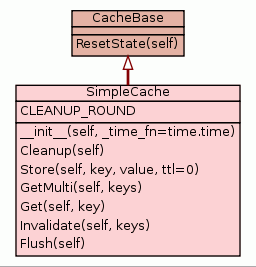 CacheBase
ResetState(self)
SimpleCache
CLEANUP_ROUND
__init__(self, _time_fn=time.time)
Cleanup(self)
Store(self, key, value, ttl=0)
GetMulti(self, keys)
Get(self, key)
Invalidate(self, keys)
Flush(self)